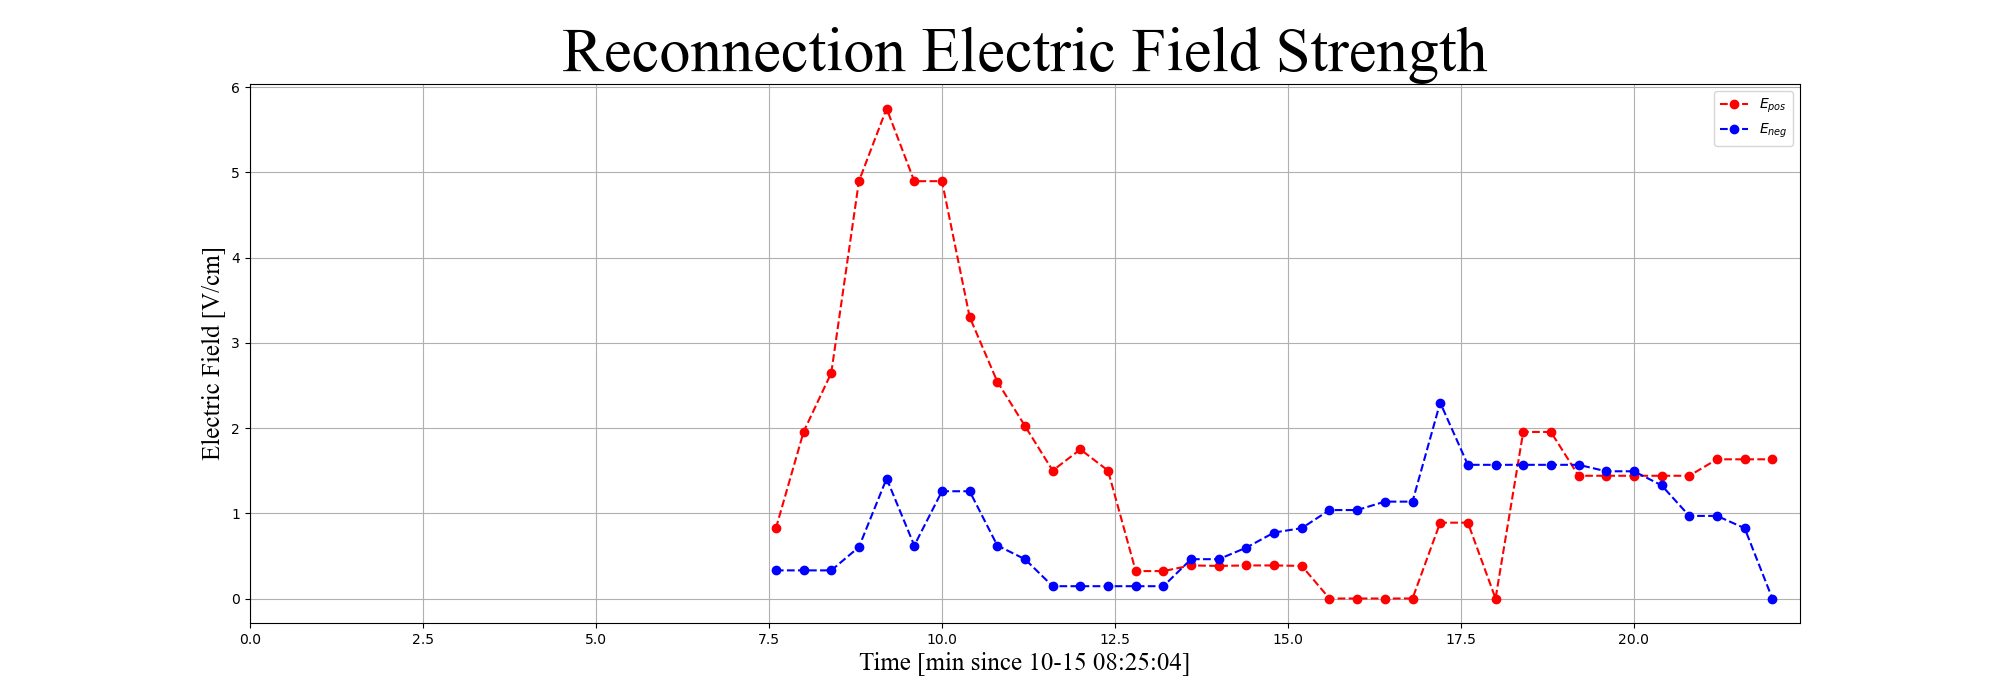 Reconnection Electric Field Strength
6
5
4
3
2
1
0
Electric Field [V/cm]
E_pos
E_neg
0.0 2.5 5.0 7.5 10.0 12.5 15.0 17.5 20.0
Time [min since 10-15 08:25:04]